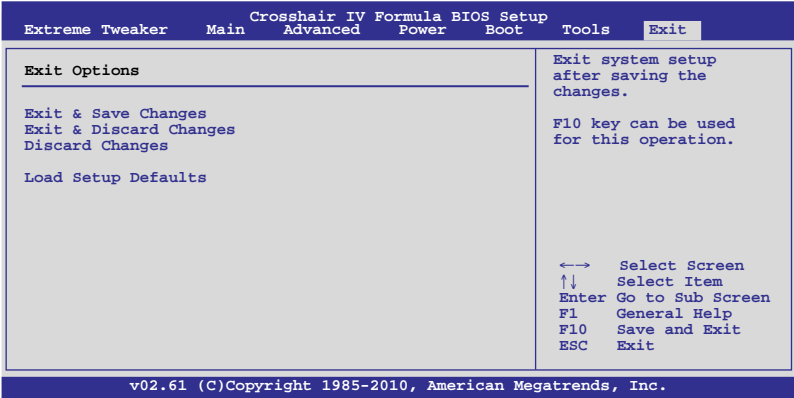 Crosshair IV Formula BIOS Setup
Extreme Tweaker Main Advanced Power Boot Tools Exit
Exit Options
Exit & Save Changes
Exit & Discard Changes
Discard Changes
Load Setup Defaults
Exit system setup
after saving the
changes.
F10 key can be used
for this operation.
←→ Select Screen
↑↓ Select Item
Enter Go to Sub Screen
F1 General Help
F10 Save and Exit
ESC Exit
v02.61 (C)Copyright 1985-2010, American Megatrends, Inc.